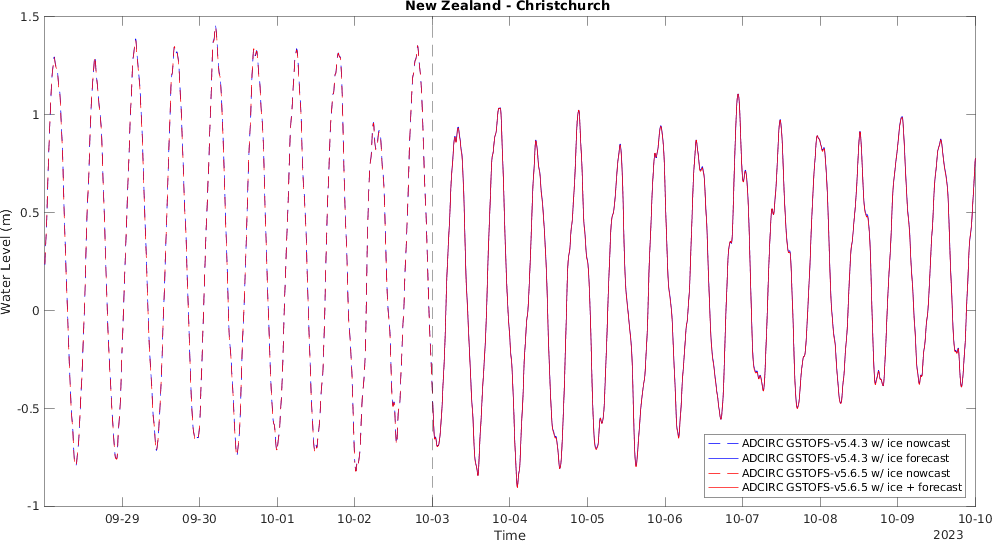 New Zealand - Christchurch
1.5
1
0.5
0
-0.5
-1
Water Level (m)
09-29
09-30
10-01
10-02
10-03
10-04
10-05
10-06
10-07
10-08
10-09
10-10
Time
2023
ADCIRC GSTOFS-v5.4.3 w/ ice nowcast
ADCIRC GSTOFS-v5.4.3 w/ ice forecast
ADCIRC GSTOFS-v5.6.5 w/ ice nowcast
ADCIRC GSTOFS-v5.6.5 w/ ice + forecast